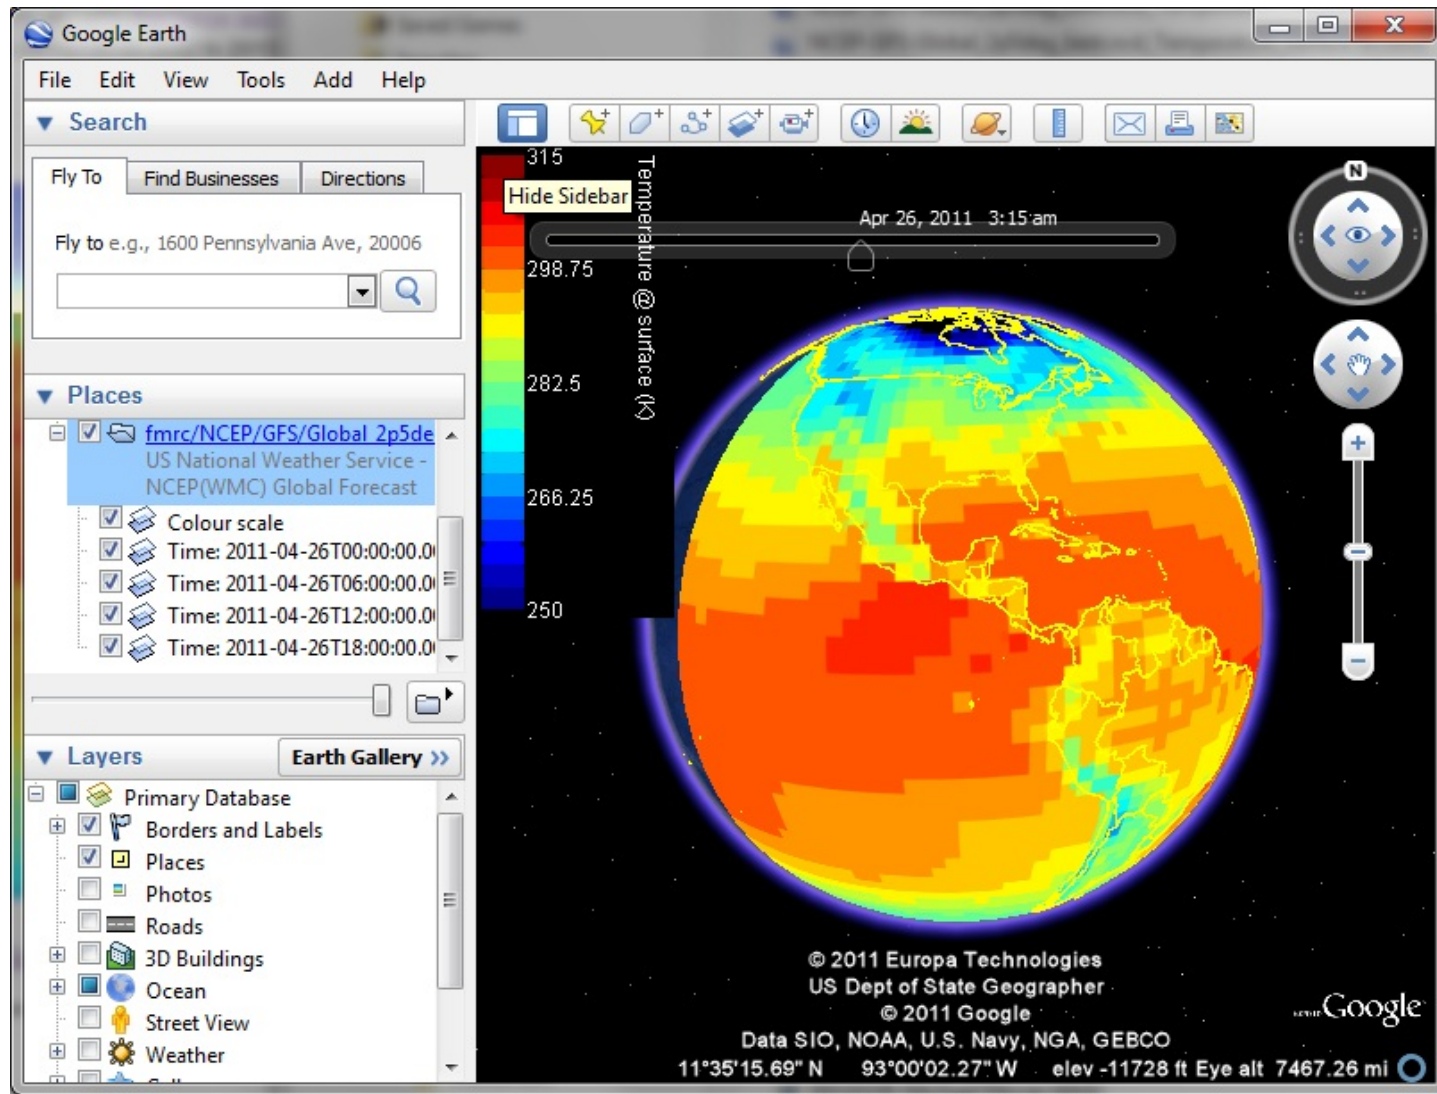 Google Earth
File Edit View Tools Add Help
Search
Fly To Find Businesses Directions
Fly to e.g., 1600 Pennsylvania Ave, 20006
Places
fmrc/NCEP/GFS/Global_2p5de
US National Weather Service -
NCEP(WMC) Global Forecast
Colour scale
Time: 2011-04-26T00:00:00.0
Time: 2011-04-26T06:00:00.0
Time: 2011-04-26T12:00:00.0
Time: 2011-04-26T18:00:00.0
Layers Earth Gallery >>
Primary Database
Borders and Labels
Places
Photos
Roads
3D Buildings
Ocean
Street View
Weather
315
Hide Sidebar
298.75
282.5
266.25
250
Temperature @ surface (K)
Apr 26, 2011 3:15 am
N
© 2011 Europa Technologies
US Dept of State Geographer
© 2011 Google
Data SIO, NOAA, U.S. Navy, NGA, GEBCO
Google
11°35'15.69" N 93°00'02.27" W elev -11728 ft Eye alt 7467.26 mi